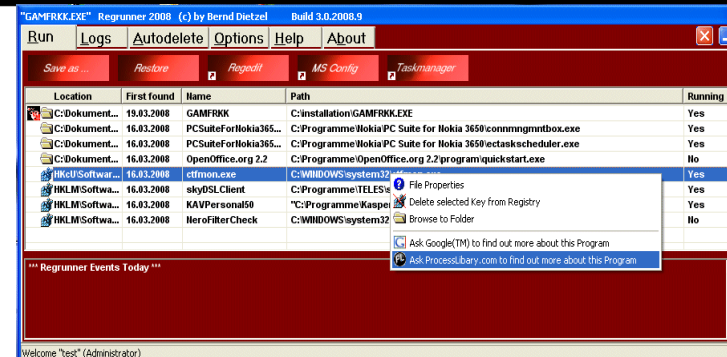 "GAMFRKK.EXE" Regrunner 2008 (c) by Bernd Dietzel Build 3.0.2008.9
Run Logs Autodelete Options Help About
Save as ... Restore Regedit MS Config Taskmanager
Location First found Name Path Running
C:\Dokument... 19.03.2008 GAMFRKK C:\installation\GAMFRKK.EXE Yes
C:\Dokument... 16.03.2008 PCSuiteForNokia365... C:\Programme\Nokia\PC Suite for Nokia 3650\connmngmntbox.exe Yes
C:\Dokument... 16.03.2008 PCSuiteForNokia365... C:\Programme\Nokia\PC Suite for Nokia 3650\ectaskscheduler.exe Yes
C:\Dokument... 16.03.2008 OpenOffice.org 2.2 C:\Programme\OpenOffice.org 2.2\program\quickstart.exe No
HKcU\Softwar... 16.03.2008 ctfmon.exe C:\WINDOWS\system32\ctfmon.exe Yes
HKLM\Softwa... 16.03.2008 skyDSLClient C:\Programme\TELES\s Yes
HKLM\Softwa... 16.03.2008 KAVPersonal50 "C:\Programme\Kaspe Yes
HKLM\Softwa... 16.03.2008 NeroFilterCheck C:\WINDOWS\system32 No
File Properties
Delete selected Key from Registry
Browse to Folder
Ask Google(TM) to find out more about this Program
Ask ProcessLibary.com to find out more about this Program
*** Regrunner Events Today ***
Welcome "test" (Administrator)